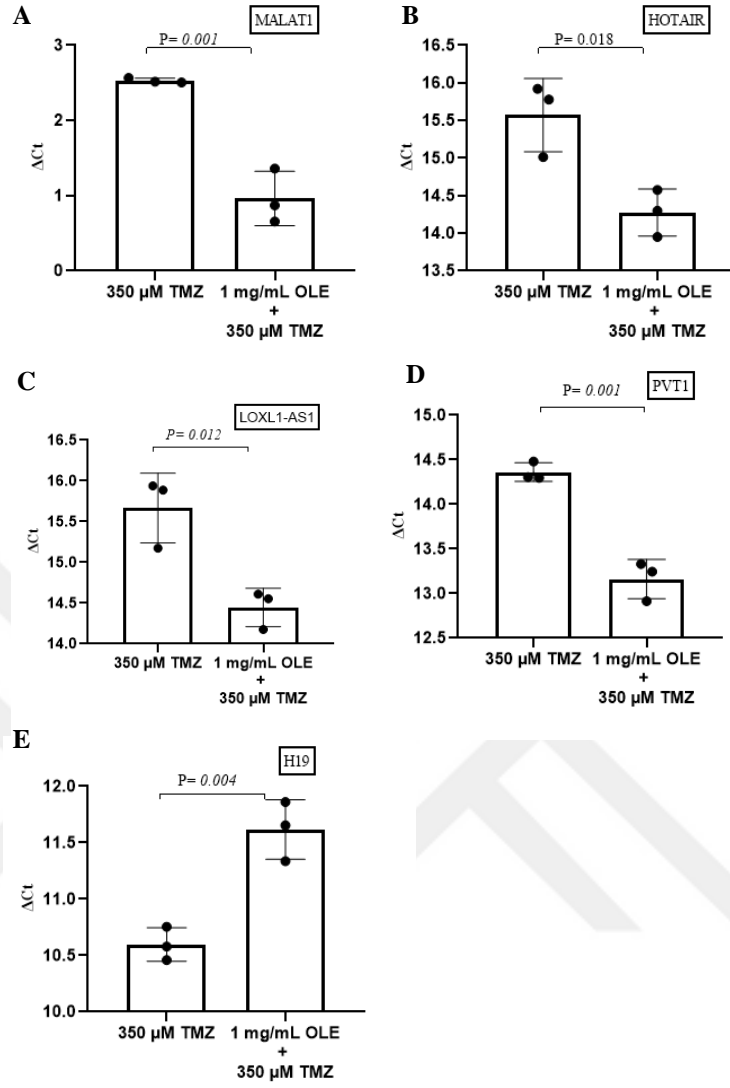 A
MALAT1
P= 0.001
3
2
1
0
ΔCt
350 µM TMZ
1 mg/mL OLE
+
350 µM TMZ
B
HOTAIR
P= 0.018
16.5
16.0
15.5
15.0
14.5
14.0
13.5
ΔCt
350 µM TMZ
1 mg/mL OLE
+
350 µM TMZ
C
LOXL1-AS1
P= 0.012
16.5
16.0
15.5
15.0
14.5
14.0
ΔCt
350 µM TMZ
1 mg/mL OLE
+
350 µM TMZ
D
PVT1
P= 0.001
15.0
14.5
14.0
13.5
13.0
12.5
ΔCt
350 µM TMZ
1 mg/mL OLE
+
350 µM TMZ
E
H19
P= 0.004
12.0
11.5
11.0
10.5
10.0
ΔCt
350 µM TMZ
1 mg/mL OLE
+
350 µM TMZ